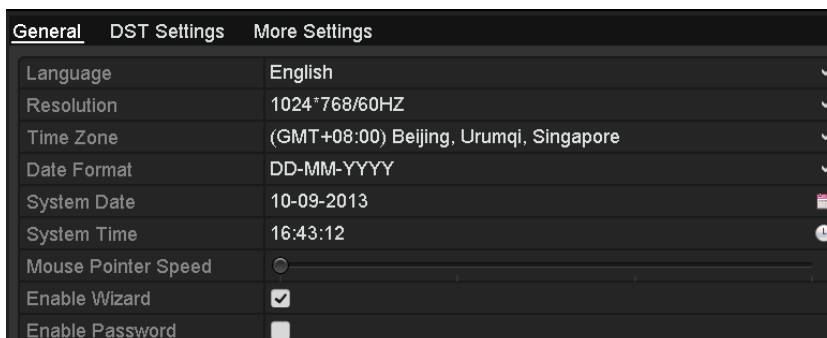 General DST Settings More Settings
Language English
Resolution 1024*768/60HZ
Time Zone (GMT+08:00) Beijing, Urumqi, Singapore
Date Format DD-MM-YYYY
System Date 10-09-2013
System Time 16:43:12
Mouse Pointer Speed
Enable Wizard
Enable Password